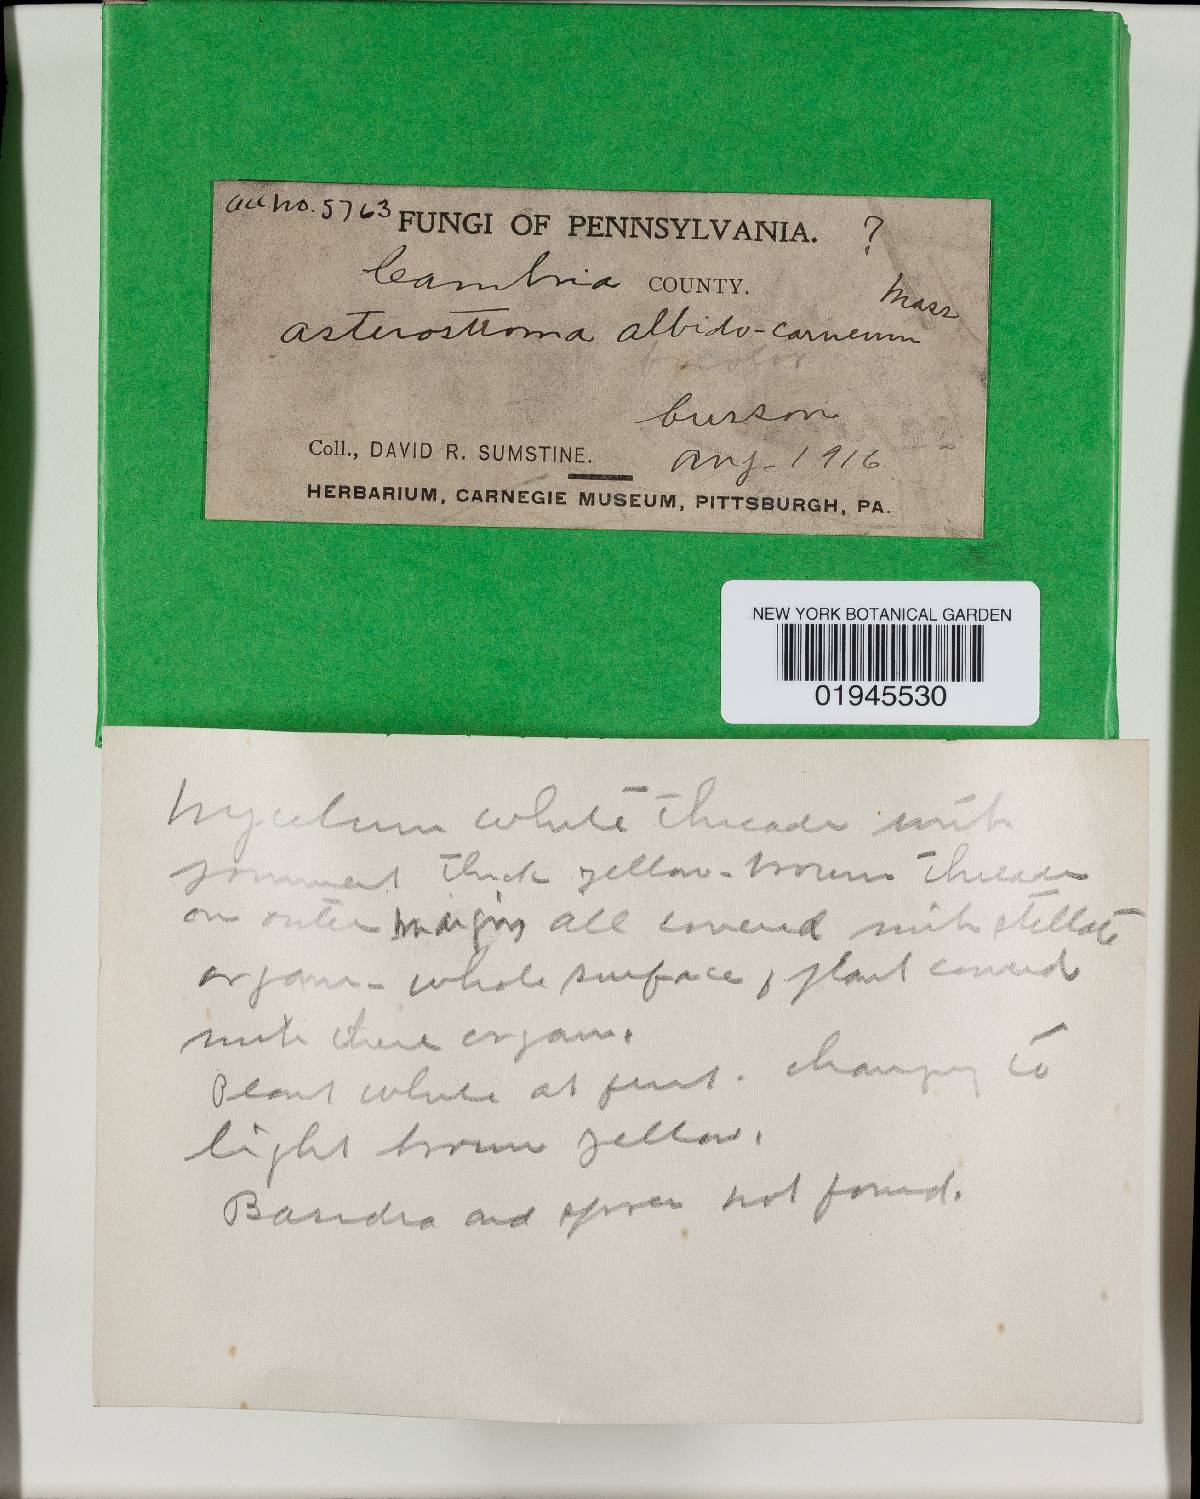 Acc no. 5763
FUNGI OF PENNSYLVANIA. ?
Cambria COUNTY.
Mass
Asterostroma albido-carneum
bicolor
Cresson
Coll., DAVID R. SUMSTINE. Aug. 1916
HERBARIUM, CARNEGIE MUSEUM, PITTSBURGH, PA.
NEW YORK BOTANICAL GARDEN
01945530
Mycelium white threads with
thick yellow-brown threads
on outer margin all covered with stellate
organs - whole surface of plant covered
with these organs.
Plant white at first. changing to
light brown yellow.
Basidia and spores not found.